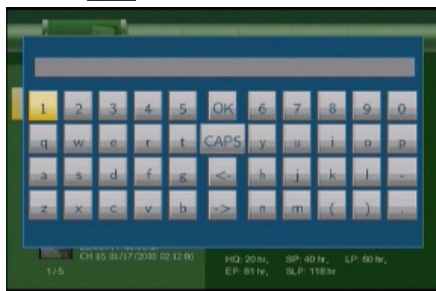 1 2 3 4 5 OK 6 7 8 9 0
q w e r t CAPS y u i o p
a s d f g <- h j k l -
z x c v b -> n m ( ) .
CH 65 01/17/2000 02:12:00
1/5
HQ: 20 hr, SP: 40 hr, LP: 60 hr,
EP: 81 hr, SLP: 118 hr